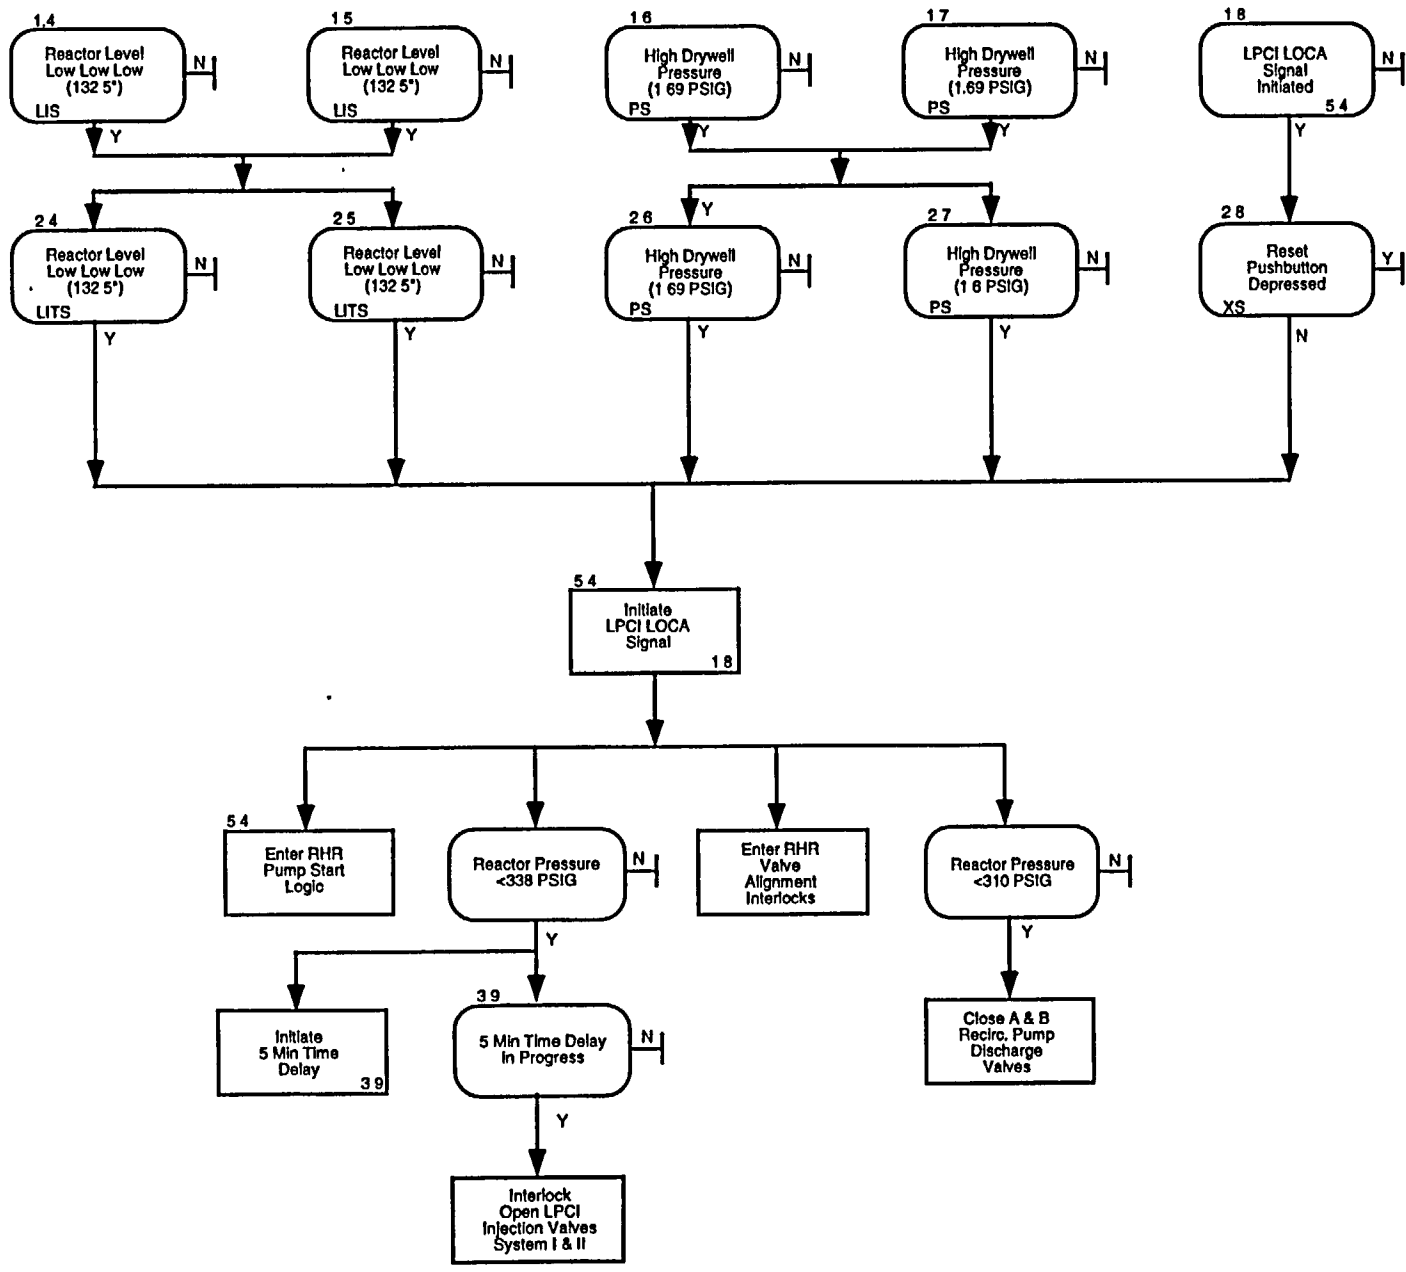 1.4
Reactor Level
Low Low Low
(132 5")
LIS
N
Y
1 5
Reactor Level
Low Low Low
(132 5")
LIS
N
Y
1 6
High Drywell
Pressure
(1 69 PSIG)
PS
N
Y
1 7
High Drywell
Pressure
(1.69 PSIG)
PS
N
Y
1 8
LPCI LOCA
Signal
Initiated
5 4
N
Y
2 4
Reactor Level
Low Low Low
(132 5")
LITS
N
Y
2 5
Reactor Level
Low Low Low
(132 5")
LITS
N
Y
Y
2 6
High Drywell
Pressure
(1 69 PSIG)
PS
N
Y
2 7
High Drywell
Pressure
(1 6 PSIG)
PS
N
Y
2 8
Reset
Pushbutton
Depressed
XS
Y
N
5 4
Initiate
LPCI LOCA
Signal
1 8
5 4
Enter RHR
Pump Start
Logic
Reactor Pressure
<338 PSIG
N
Y
Enter RHR
Valve
Alignment
Interlocks
Reactor Pressure
<310 PSIG
N
Y
Initiate
5 Min Time
Delay
3 9
3 9
5 Min Time Delay
In Progress
N
Y
Close A & B
Recirc. Pump
Discharge
Valves
Interlock
Open LPCI
Injection Valves
System I & II